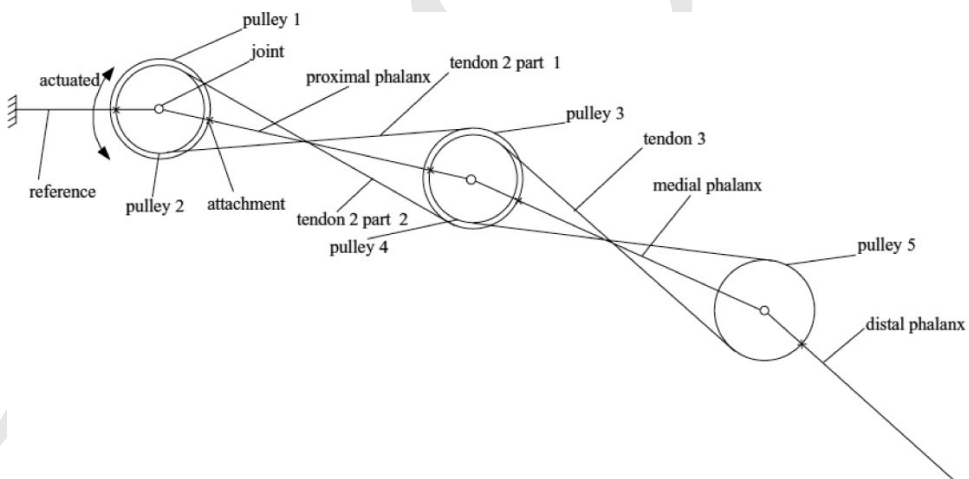 pulley 1
joint
actuated
proximal phalanx
tendon 2 part 1
pulley 3
tendon 3
reference
pulley 2
attachment
medial phalanx
tendon 2 part 2
pulley 4
pulley 5
distal phalanx